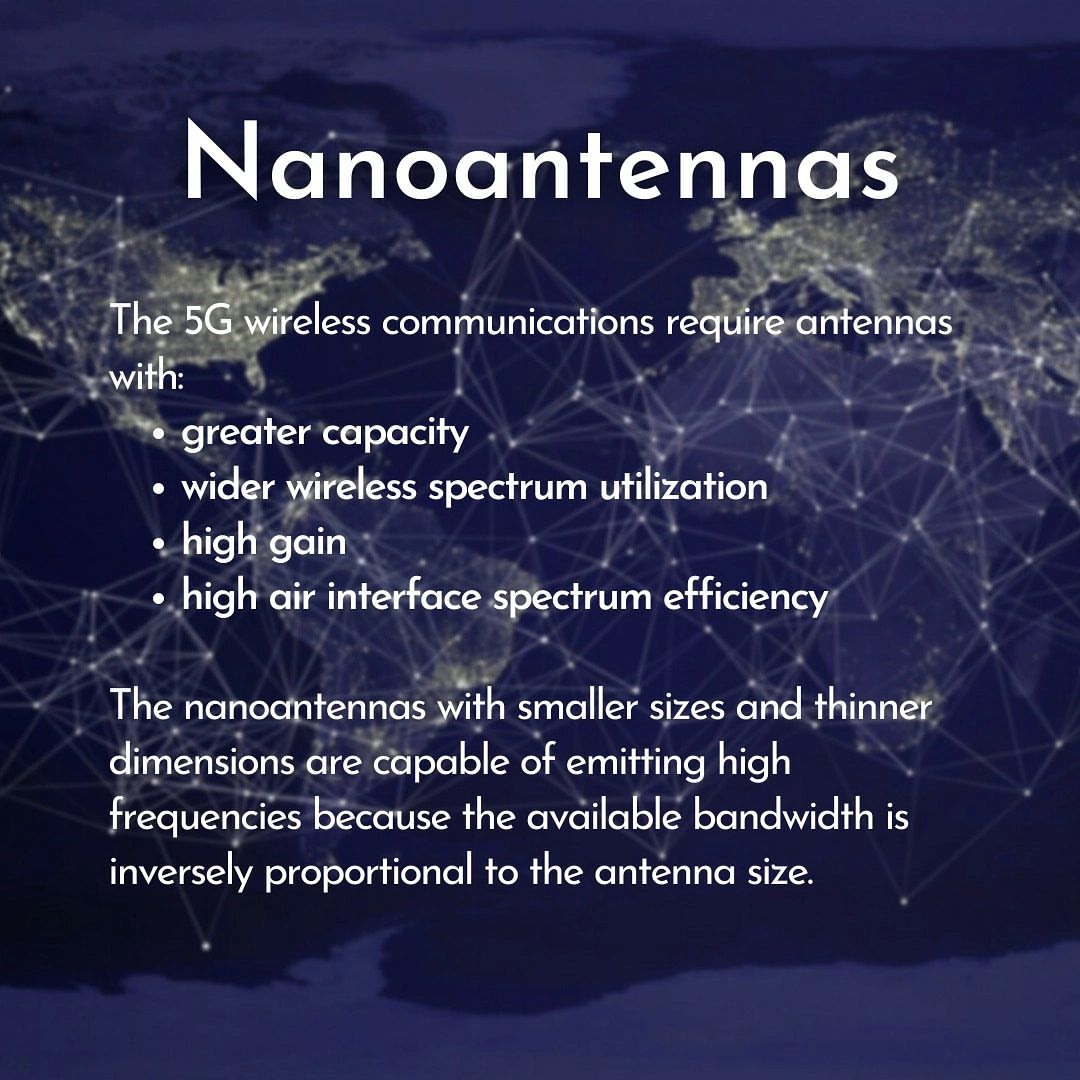 Nanoantennas
The 5G wireless communications require antennas
with:
• greater capacity
• wider wireless spectrum utilization
• high gain
• high air interface spectrum efficiency
The nanoantennas with smaller sizes and thinner
dimensions are capable of emitting high
frequencies because the available bandwidth is
inversely proportional to the antenna size.